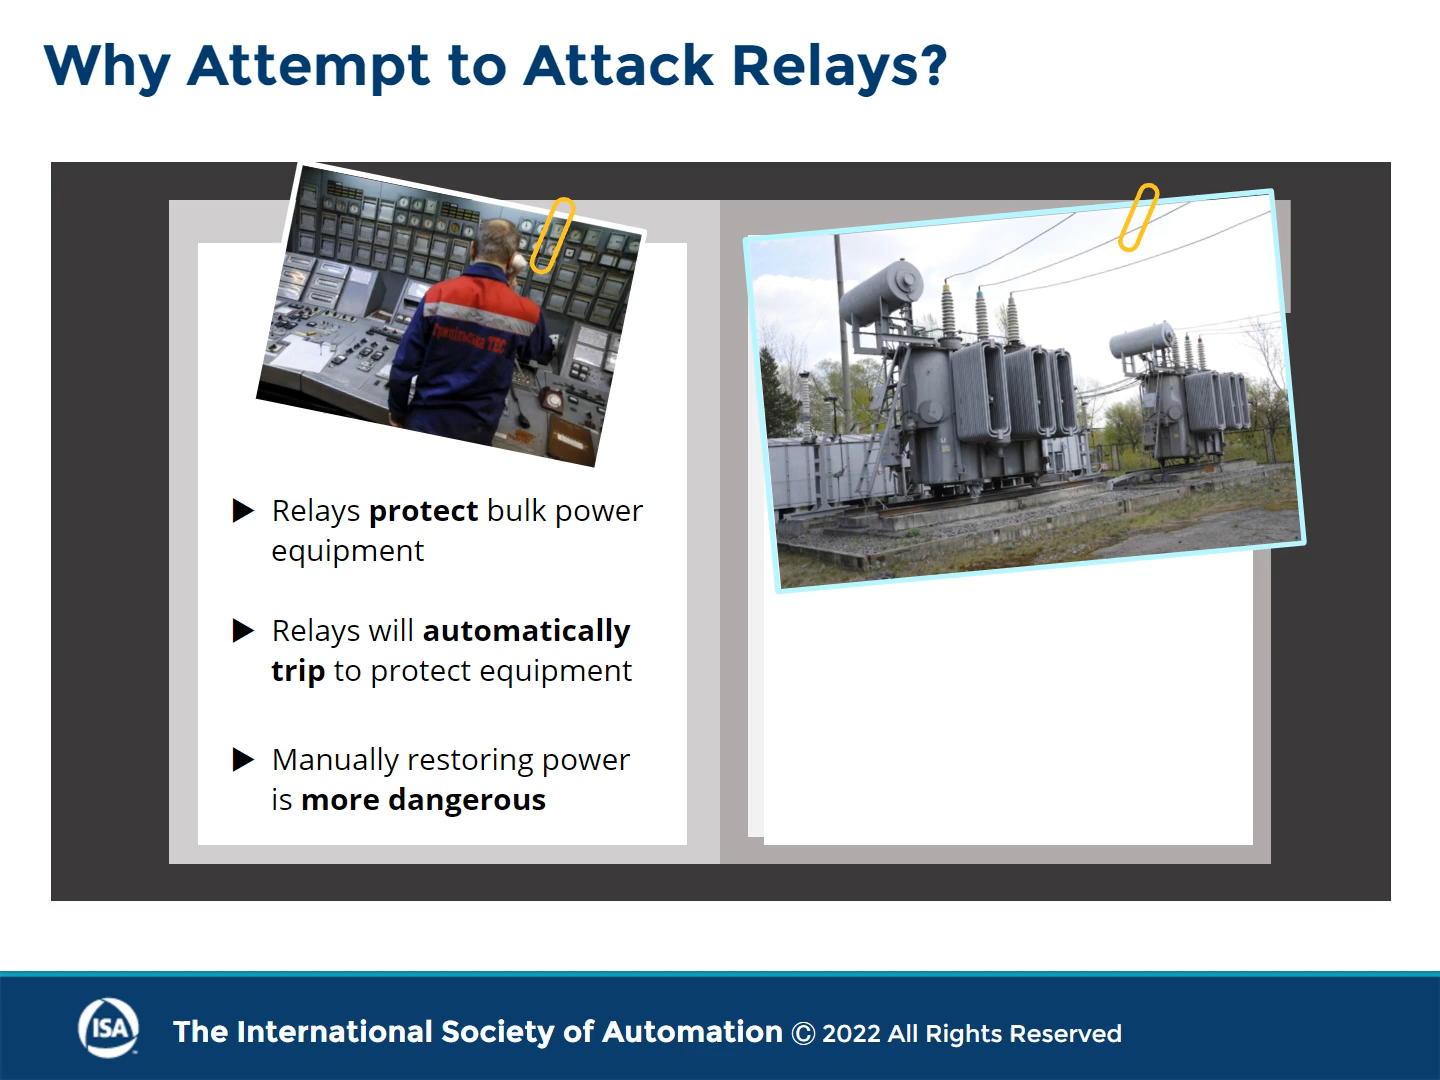 Why Attempt to Attack Relays?
▶ Relays protect bulk power
equipment
▶ Relays will automatically
trip to protect equipment
▶ Manually restoring power
is more dangerous
ISA
The International Society of Automation © 2022 All Rights Reserved